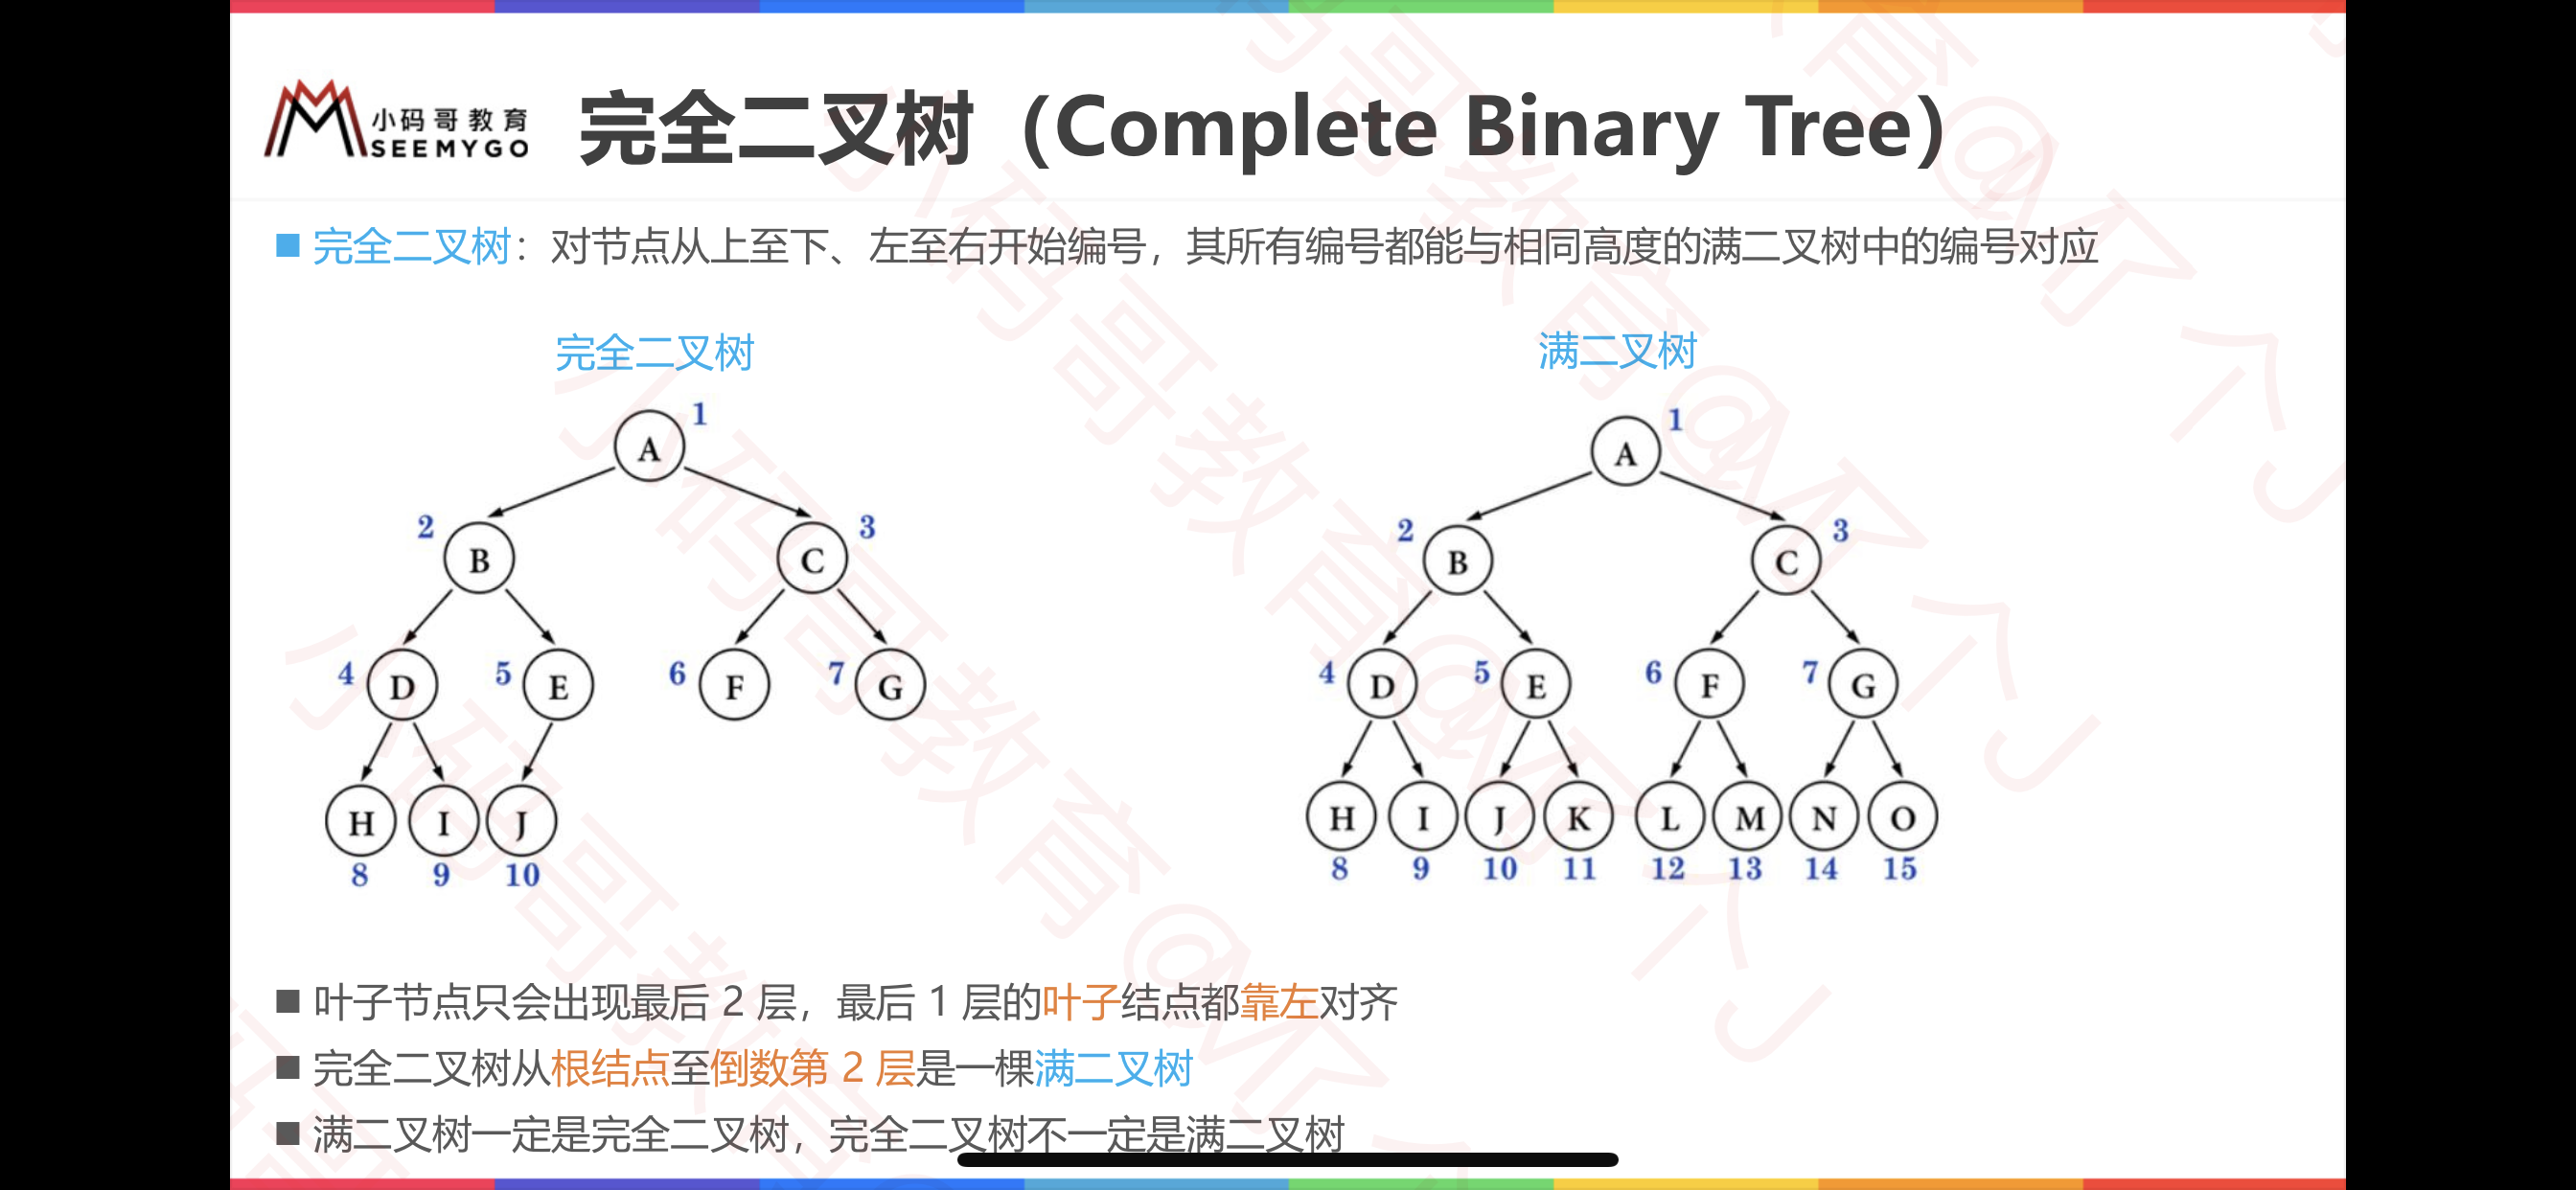 小码哥教育
SEEMYGO
完全二叉树（Complete Binary Tree）
■ 完全二叉树：对节点从上至下、左至右开始编号，其所有编号都能与相同高度的满二叉树中的编号对应
完全二叉树
1
A
2
3
B
C
4
5
6
7
D
E
F
G
H
I
J
8
9
10
满二叉树
1
A
2
3
B
C
4
5
6
7
D
E
F
G
H
I
J
K
L
M
N
O
8
9
10
11
12
13
14
15
■ 叶子节点只会出现最后 2 层，最后 1 层的叶子结点都靠左对齐
■ 完全二叉树从根结点至倒数第 2 层是一棵满二叉树
■ 满二叉树一定是完全二叉树，完全二叉树不一定是满二叉树